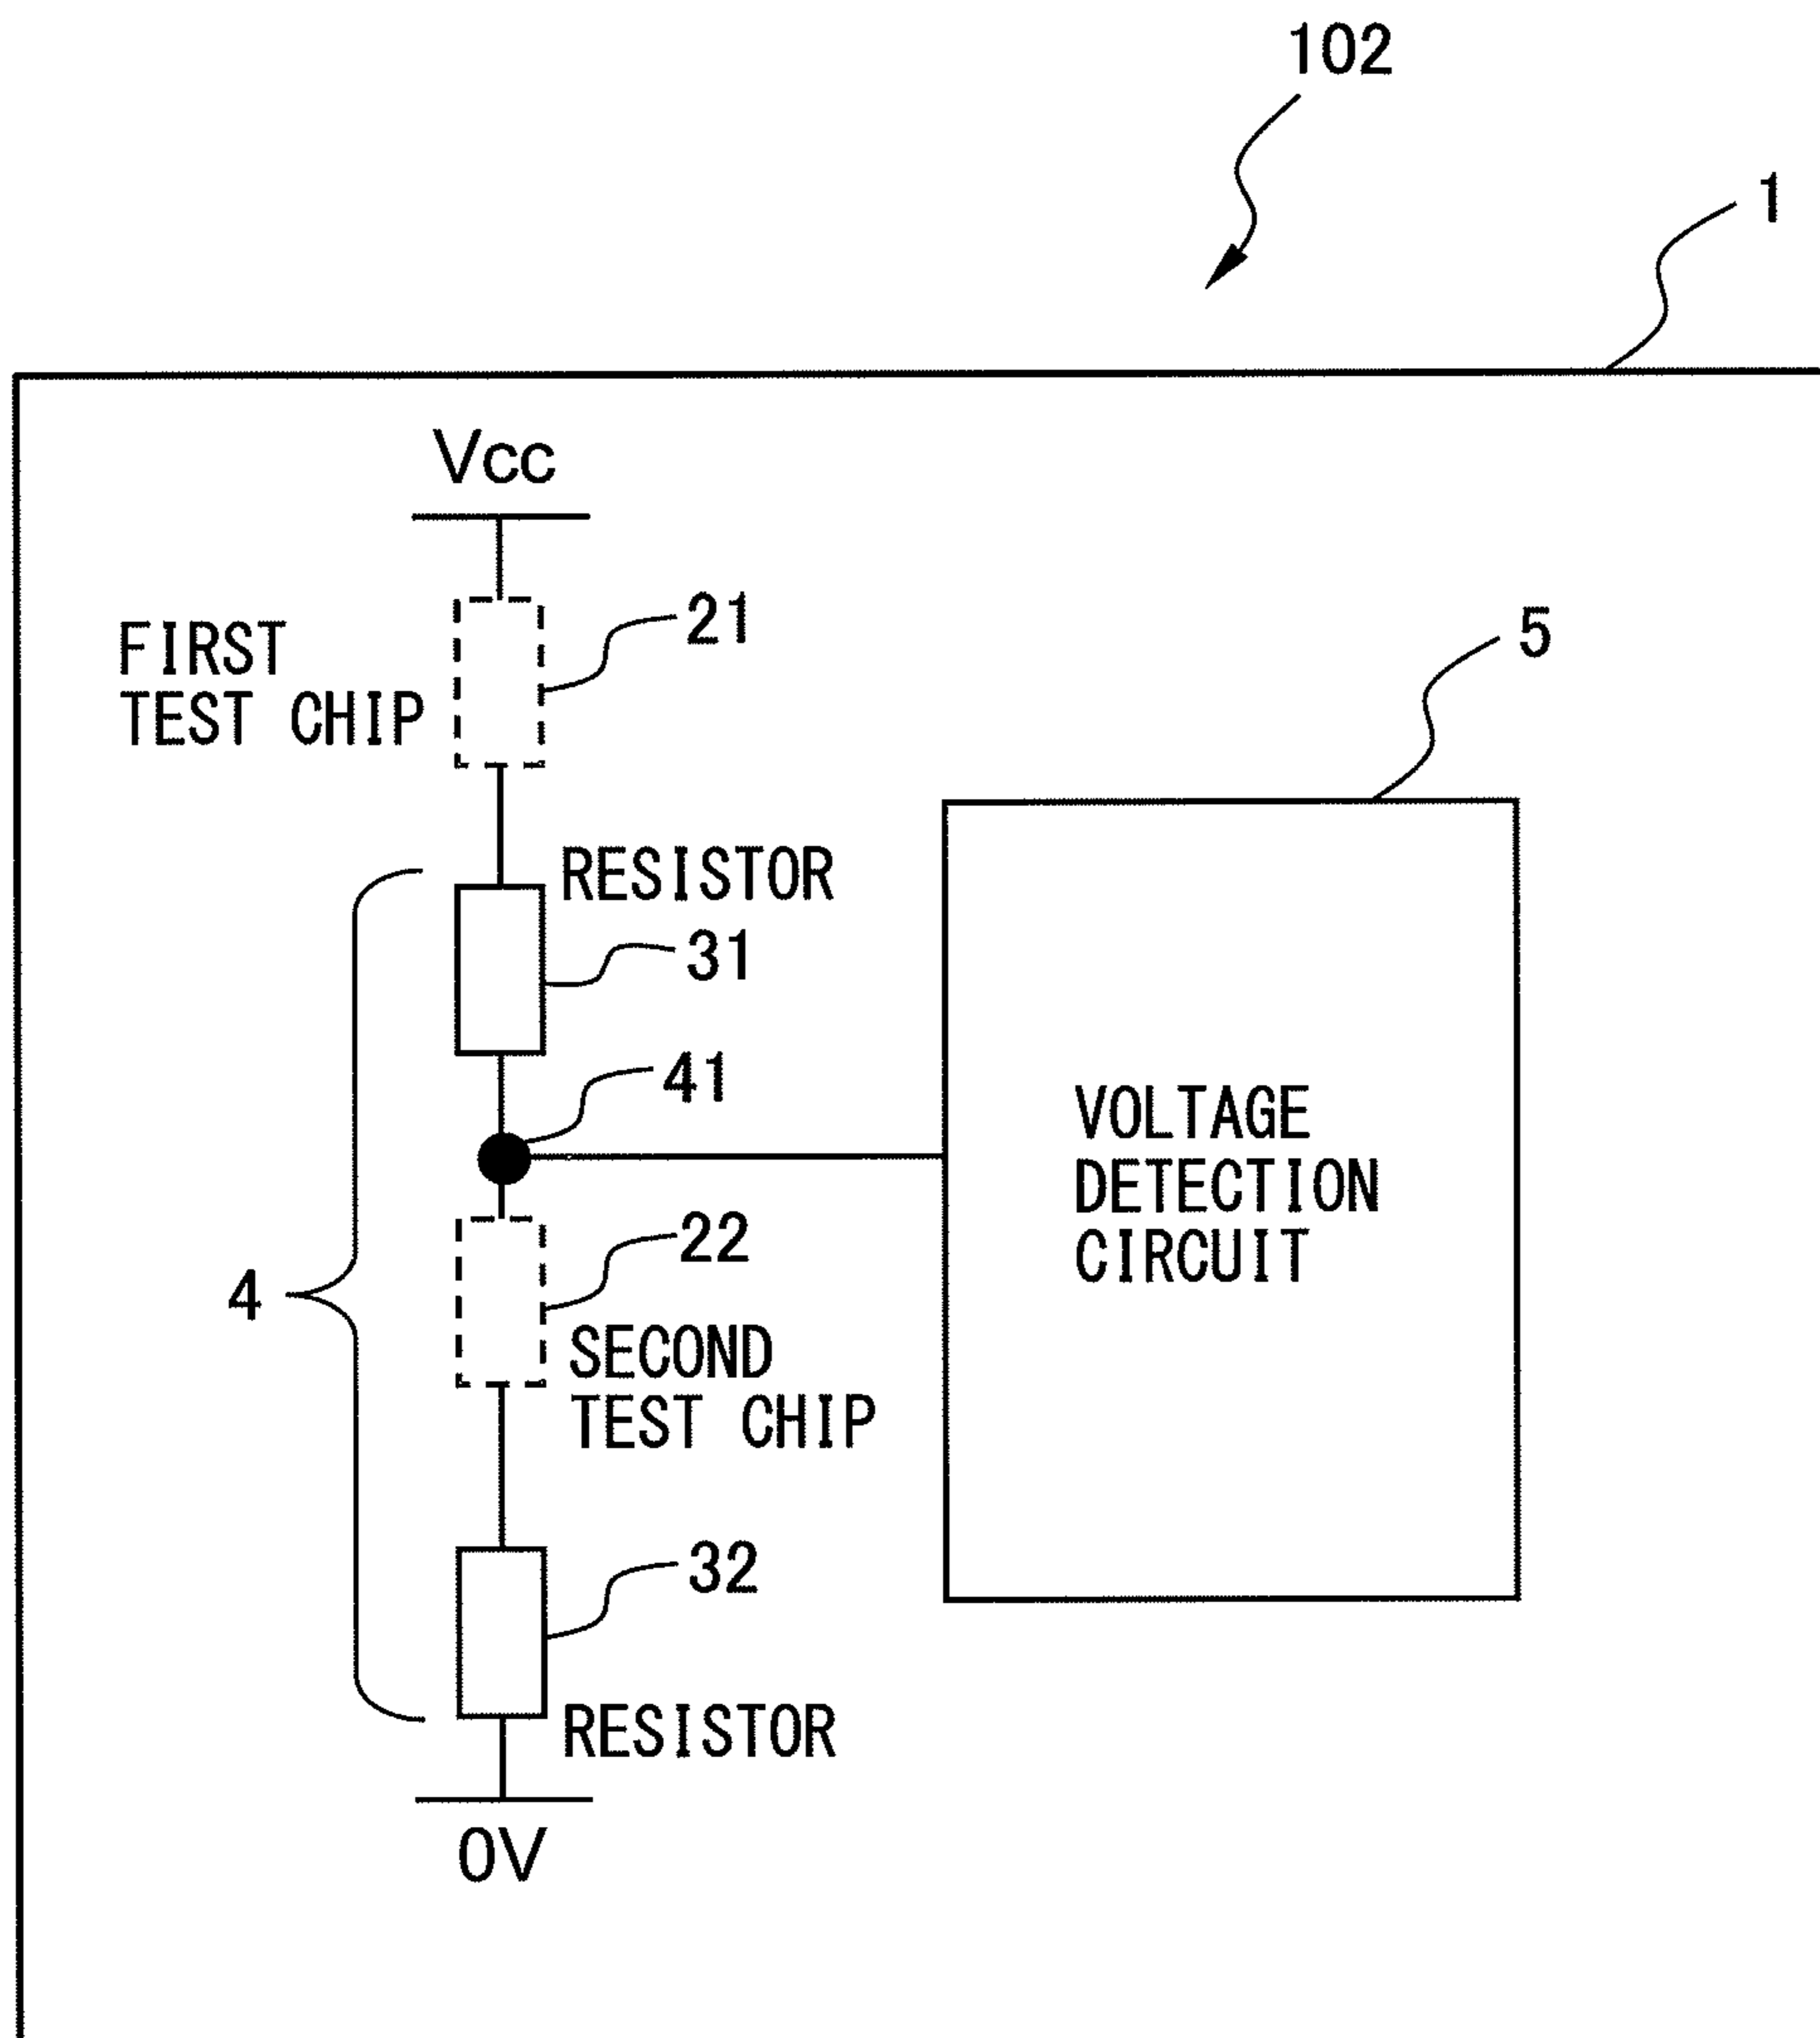 102
1
Vcc
FIRST
TEST CHIP
21
5
RESISTOR
31
41
VOLTAGE
DETECTION
CIRCUIT
22
4
SECOND
TEST CHIP
32
RESISTOR
0V